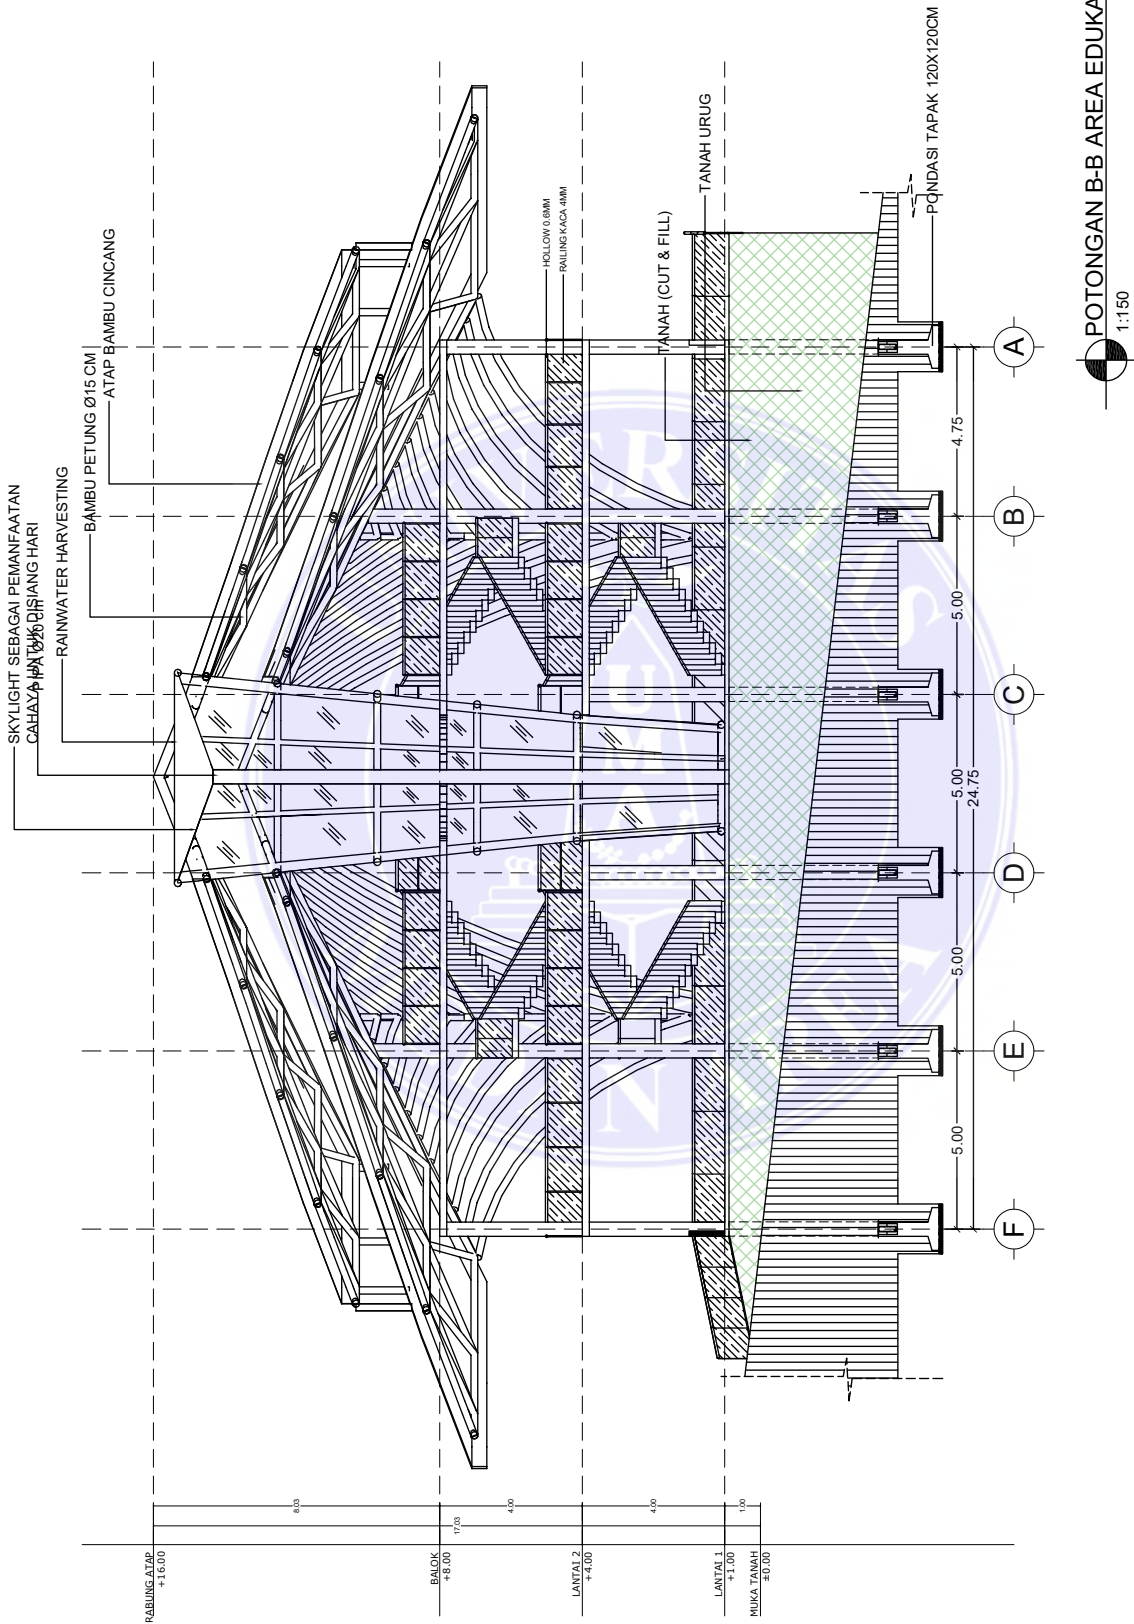 SKYLIGHT SEBAGAI PEMANFAATAN
CAHAYA UNTUK DISIANG HARI
PIPA Ø20 cm
RAINWATER HARVESTING
BAMBU PETUNG Ø15 CM
ATAP BAMBU CINCANG
HOLLOW 0.6MM
RAILING KACA 4MM
TANAH (CUT & FILL)
TANAH URUG
PONDASI TAPAK 120X120CM
RABUNG ATAP
+16.00
BALOK
+8.00
LANTAI 2
+4.00
LANTAI 1
+1.00
MUKA TANAH
±0.00
8.03
4.00
4.00
1.00
17.03
5.00
5.00
5.00
5.00
4.75
24.75
F
E
D
C
B
A
POTONGAN B-B AREA EDUKA
1:150
UMA